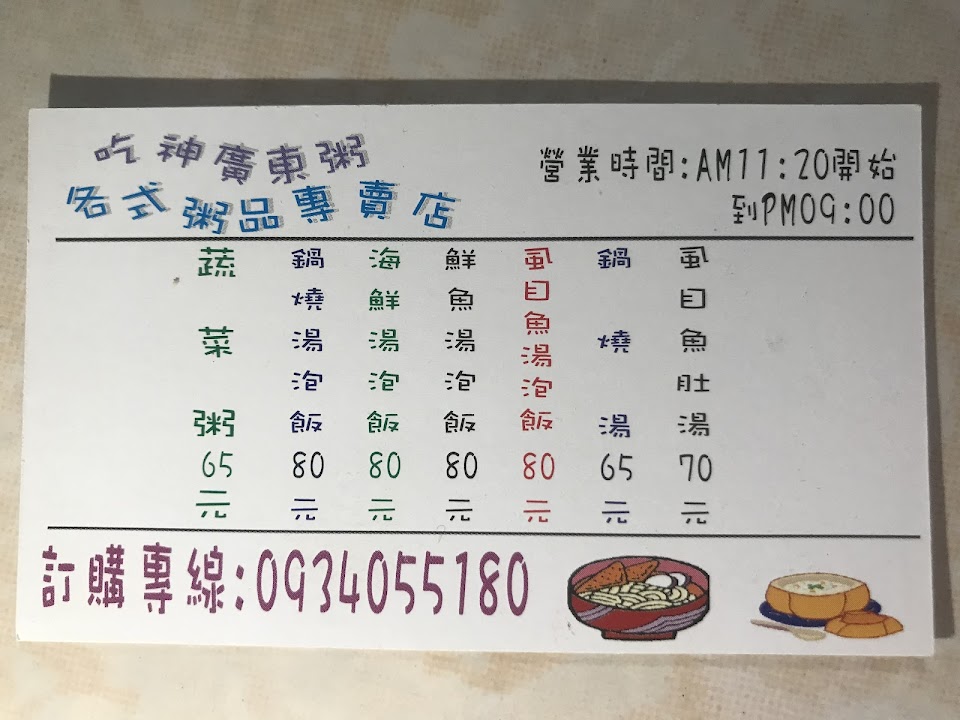 吃神廣東粥
各式粥品專賣店
營業時間:AM11:20開始
到PM09:00
蔬菜粥65元
鍋燒湯泡飯80元
海鮮湯泡飯80元
鮮魚湯泡飯80元
虱目魚湯泡飯80元
鍋燒湯65元
虱目魚肚湯70元
訂購專線:0934055180